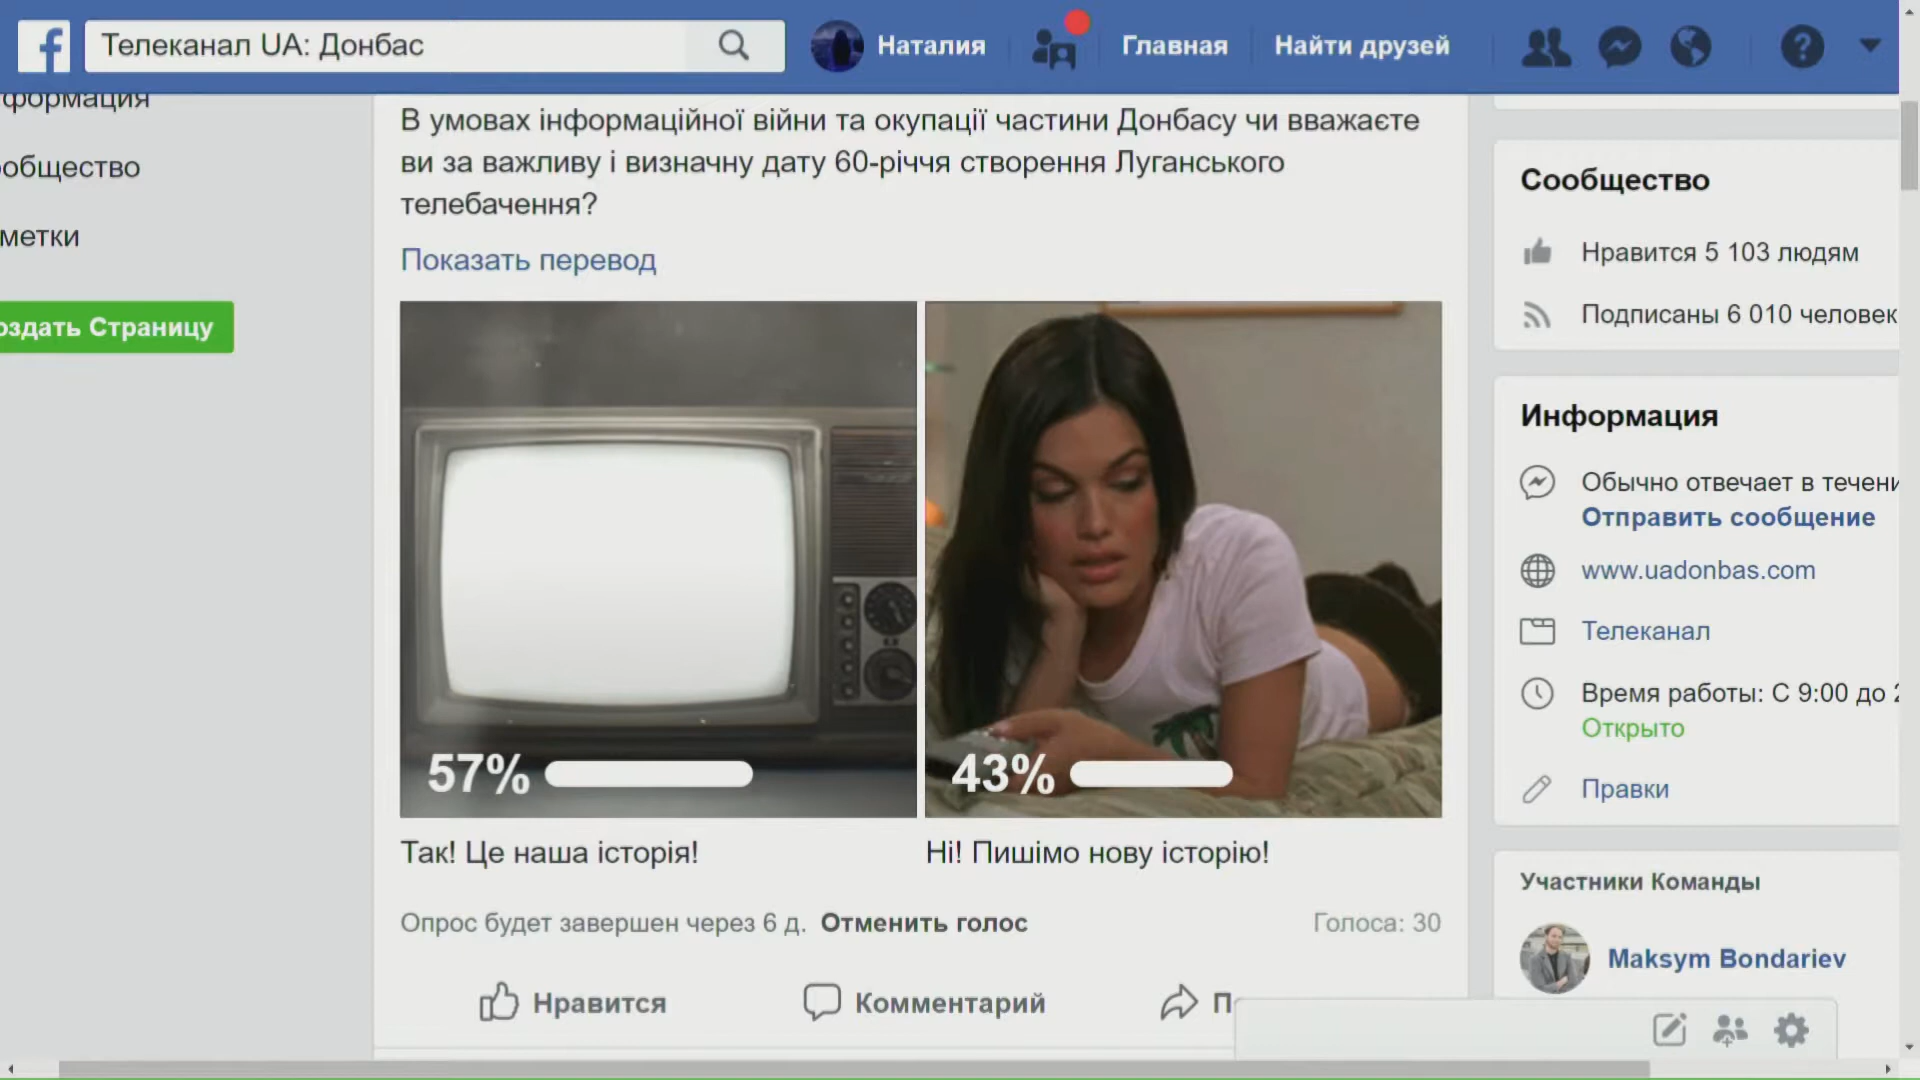 Телеканал UA: Донбас
Наталия
Главная
Найти друзей
формация
ообщество
метки
оздать Страницу
В умовах інформаційної війни та окупації частини Донбасу чи вважаєте
ви за важливу і визначну дату 60-річчя створення Луганського
телебачення?
Показать перевод
57%
43%
Так! Це наша історія!
Ні! Пишімо нову історію!
Опрос будет завершен через 6 д. Отменить голос
Голоса: 30
Нравится
Комментарий
П
Сообщество
Нравится 5 103 людям
Подписаны 6 010 человек
Информация
Обычно отвечает в течени
Отправить сообщение
www.uadonbas.com
Телеканал
Время работы: С 9:00 до 2
Открыто
Правки
Участники Команды
Maksym Bondariev